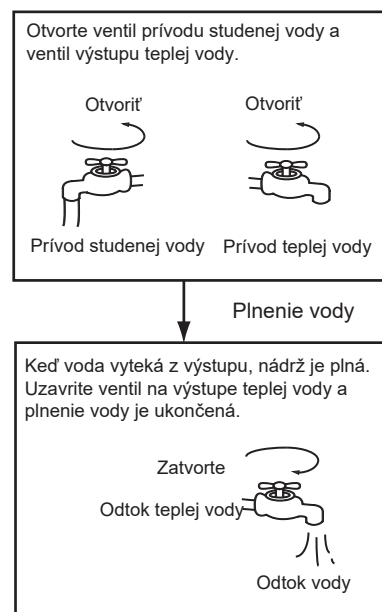 Otvorte ventil prívodu studenej vody a
ventil výstupu teplej vody.
Otvoriť
Otvoriť
Prívod studenej vody
Prívod teplej vody
Plnenie vody
Keď voda vyteká z výstupu, nádrž je plná.
Uzavrite ventil na výstupe teplej vody a
plnenie vody je ukončená.
Zatvorte
Odtok teplej vody
Odtok vody